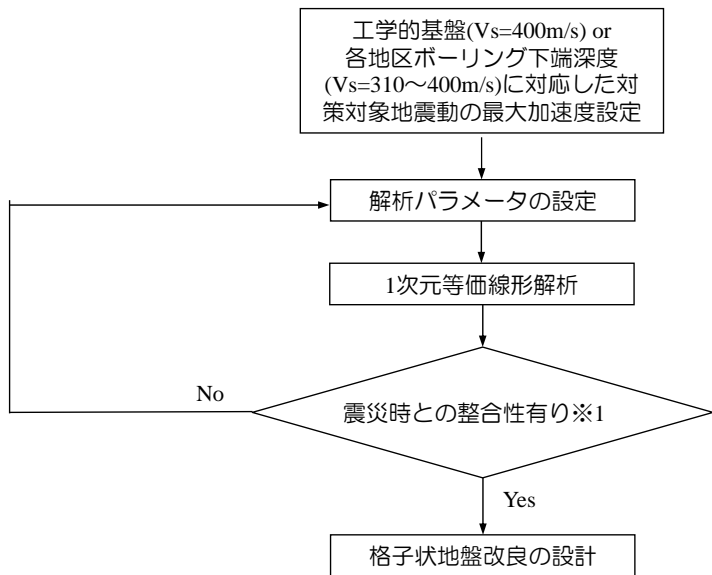 工学的基盤(Vs=400m/s) or
各地区ボーリング下端深度
(Vs=310～400m/s)に対応した対
策対象地震動の最大加速度設定
解析パラメータの設定
1次元等価線形解析
No
震災時との整合性有り※1
Yes
格子状地盤改良の設計